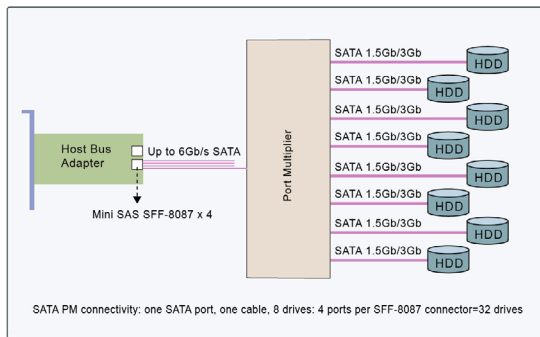 SATA 1.5Gb/3Gb
HDD
SATA 1.5Gb/3Gb
HDD
SATA 1.5Gb/3Gb
HDD
Host Bus
Adapter
Up to 6Gb/s SATA
SATA 1.5Gb/3Gb
HDD
Port Multiplier
SATA 1.5Gb/3Gb
HDD
Mini SAS SFF-8087 x 4
SATA 1.5Gb/3Gb
HDD
SATA 1.5Gb/3Gb
HDD
SATA 1.5Gb/3Gb
HDD
SATA PM connectivity: one SATA port, one cable, 8 drives: 4 ports per SFF-8087 connector=32 drives